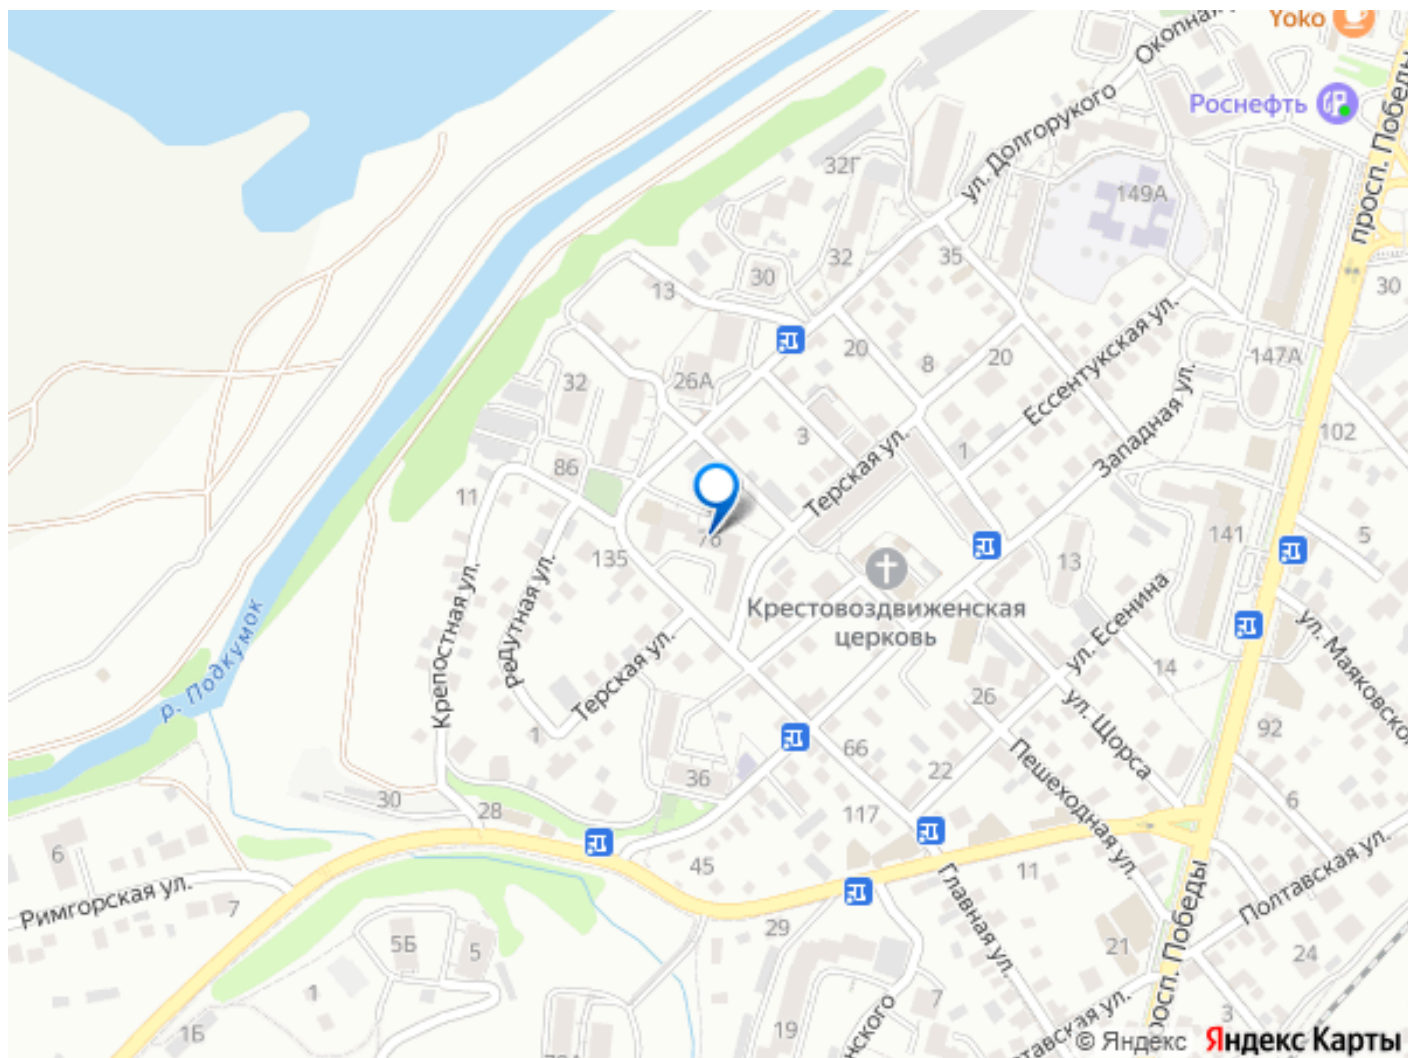 Yoko
Окопная
Роснефть
просп. Победы
ул. Долгорукого
32Г
149А
32
35
30
13
30
20
8
20
147А
Ессентукская ул.
Западная ул.
26А
32
3
1
102
86
11
Терская ул.
76
141
5
135
13
Крестовоздвиженская
церковь
Крепостная ул.
Редутная ул.
ул. Есенина
ул. Маяковско
р. Подкумок
Терская ул.
14
26
ул. Щорса
1
66
92
36
22
Пешеходная ул.
30
28
117
6
6
45
11
Полтавская ул.
Римгорская ул.
7
Главная ул.
просп. Победы
29
5Б
5
21
24
1
7
3
1Б
19
нского
тавская ул.
© Яндекс Яндекс Карты